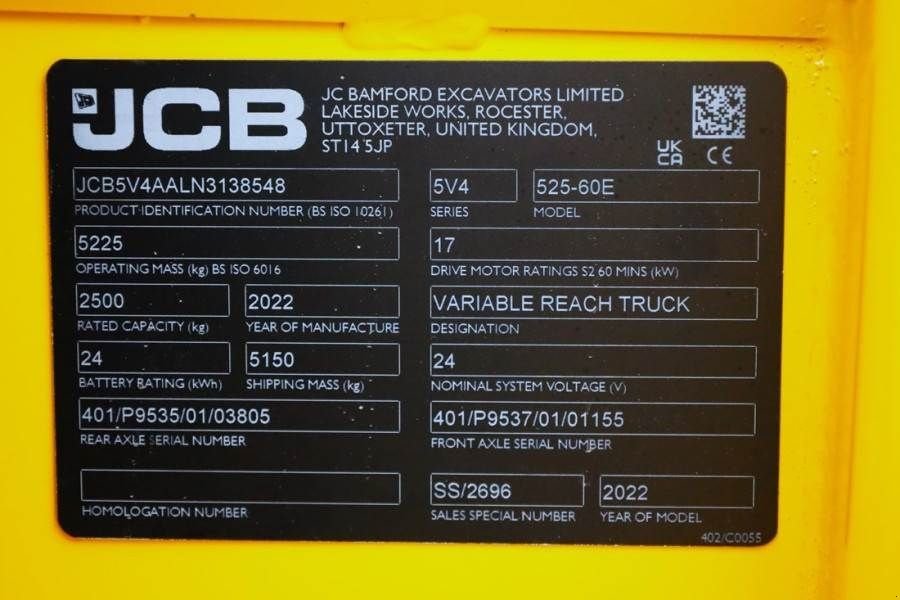 JCB
JC BAMFORD EXCAVATORS LIMITED
LAKESIDE WORKS, ROCESTER,
UTTOXETER, UNITED KINGDOM,
ST14 5JP
UK
CA CE
JCB5V4AALN3138548
PRODUCT IDENTIFICATION NUMBER (BS ISO 10261)
5V4
SERIES
525-60E
MODEL
5225
OPERATING MASS (kg) BS ISO 6016
17
DRIVE MOTOR RATINGS S2 60 MINS (kW)
2500
RATED CAPACITY (kg)
2022
YEAR OF MANUFACTURE
VARIABLE REACH TRUCK
DESIGNATION
24
BATTERY RATING (kWh)
5150
SHIPPING MASS (kg)
24
NOMINAL SYSTEM VOLTAGE (V)
401/P9535/01/03805
REAR AXLE SERIAL NUMBER
401/P9537/01/01155
FRONT AXLE SERIAL NUMBER
HOMOLOGATION NUMBER
SS/2696
SALES SPECIAL NUMBER
2022
YEAR OF MODEL
402/C0055